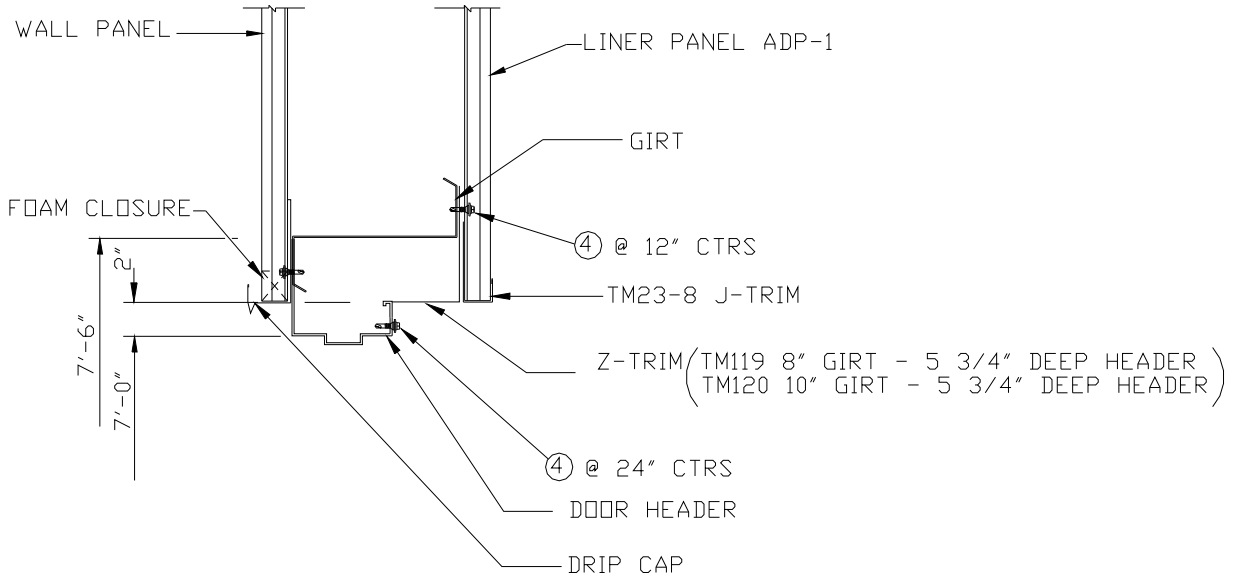 WALL PANEL
LINER PANEL ADP-1
GIRT
FOAM CLOSURE
4 @ 12" CTRS
2"
TM23-8 J-TRIM
7'-6"
7'-0"
Z-TRIM(TM119 8" GIRT - 5 3/4" DEEP HEADER
TM120 10" GIRT - 5 3/4" DEEP HEADER)
4 @ 24" CTRS
DOOR HEADER
DRIP CAP